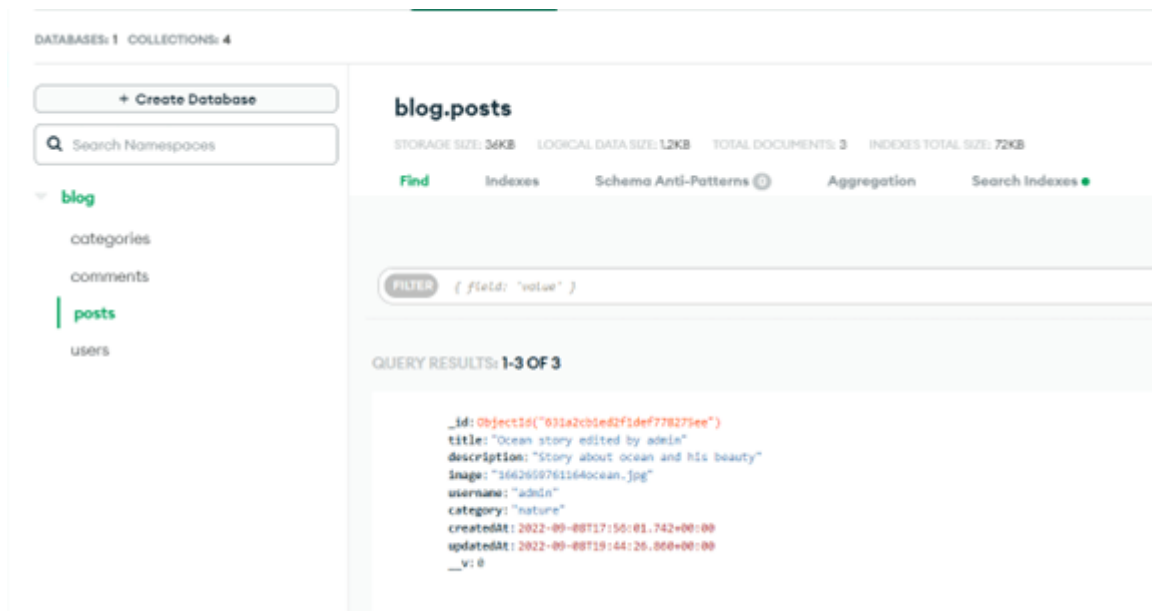 DATABASES: 1 COLLECTIONS: 4
+ Create Database
Search Namespaces
blog
categories
comments
posts
users
blog.posts
STORAGE SIZE: 36KB LOGICAL DATA SIZE: 1.2KB TOTAL DOCUMENTS: 3 INDEXES TOTAL SIZE: 72KB
Find Indexes Schema Anti-Patterns 0 Aggregation Search Indexes
FILTER { field: 'value' }
QUERY RESULTS: 1-3 OF 3
_id: ObjectId("631a2cb1ed2f1def778275ee")
title: "Ocean story edited by admin"
description: "Story about ocean and his beauty"
image: "1662659761164ocean.jpg"
username: "admin"
category: "nature"
createdAt: 2022-09-08T17:56:01.742+00:00
updatedAt: 2022-09-08T19:44:26.860+00:00
__v: 0